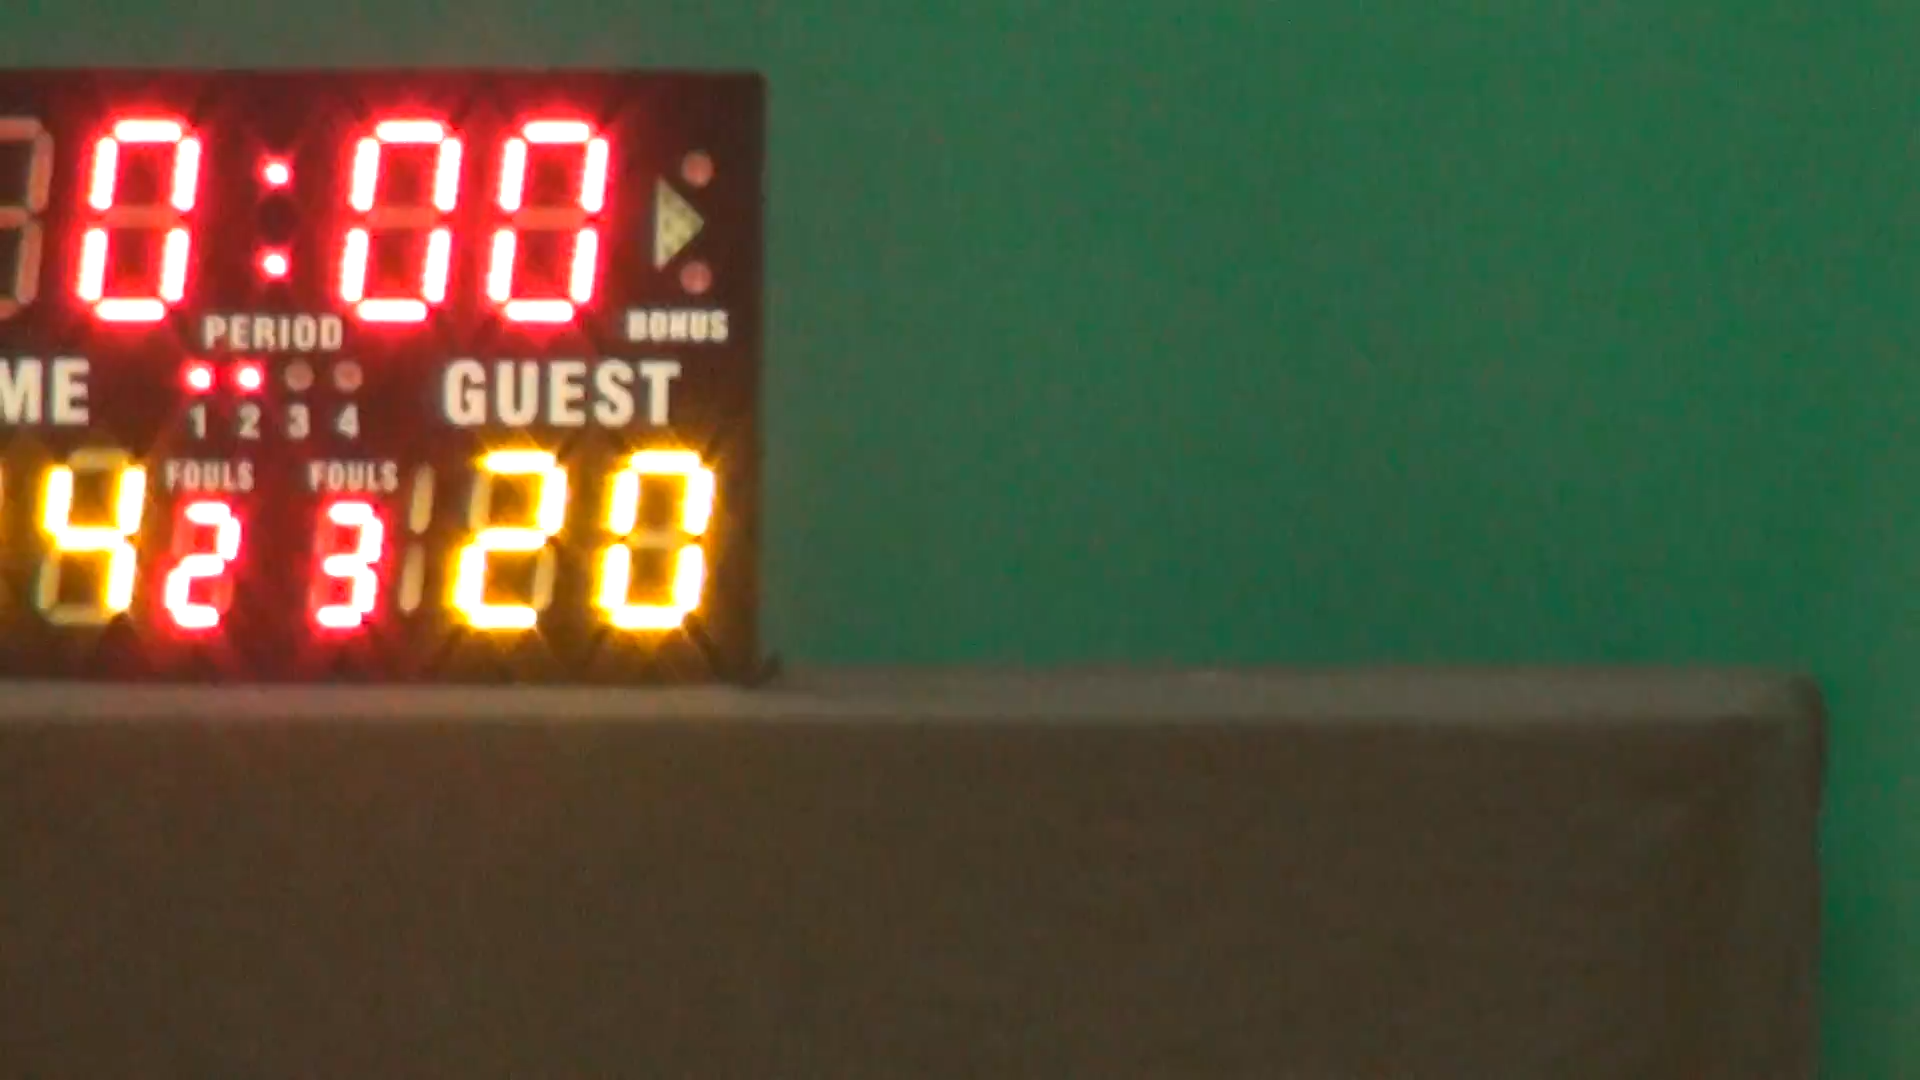 0:00
PERIOD
BONUS
ME
GUEST
1 2 3 4
FOULS FOULS
4 2 3 20